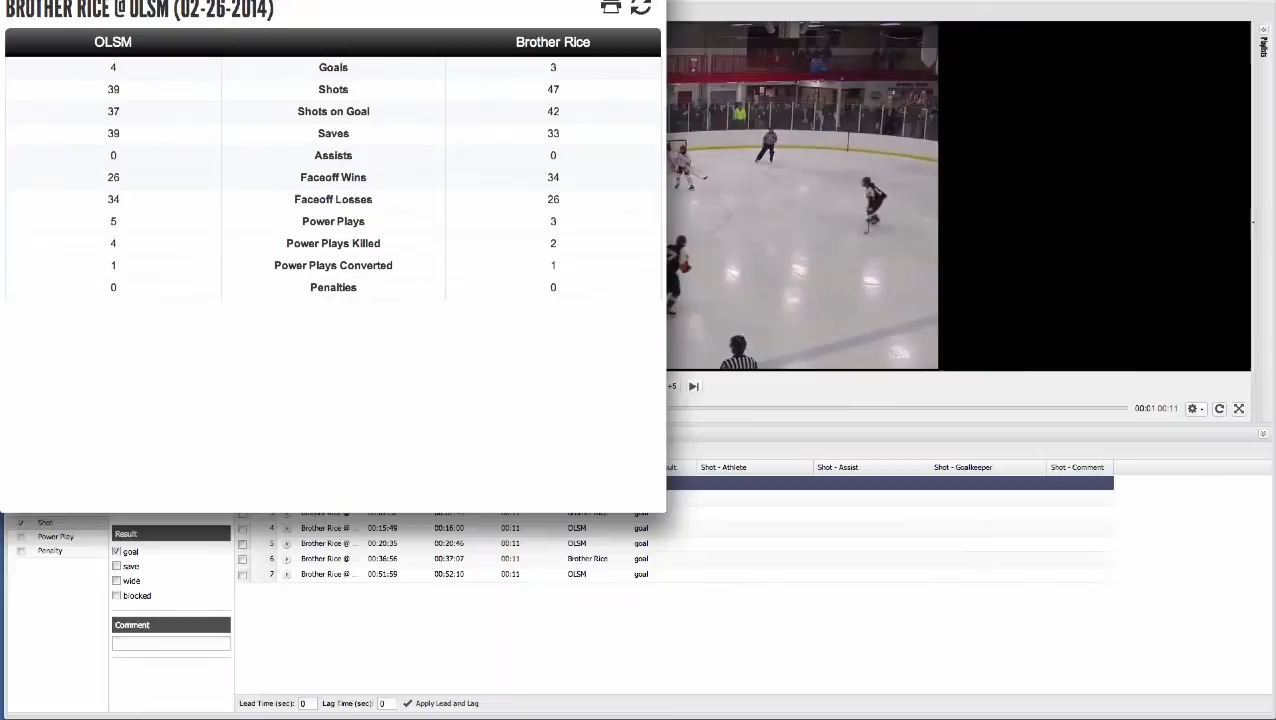 BROTHER RICE @ OLSM (02-26-2014)
OLSM Brother Rice
4 Goals 3
39 Shots 47
37 Shots on Goal 42
39 Saves 33
0 Assists 0
26 Faceoff Wins 34
34 Faceoff Losses 26
5 Power Plays 3
4 Power Plays Killed 2
1 Power Plays Converted 1
0 Penalties 0
+5
00:01 00:11
Shot - Athlete Shot - Assist Shot - Goalkeeper Shot - Comment
Shot
Power Play
Penalty
Result
goal
save
wide
blocked
Comment
4 Brother Rice @ ... 00:15:49 00:16:00 00:11 OLSM goal
5 Brother Rice @ ... 00:20:35 00:20:46 00:11 OLSM goal
6 Brother Rice @ ... 00:36:56 00:37:07 00:11 Brother Rice goal
7 Brother Rice @ ... 00:51:59 00:52:10 00:11 OLSM goal
Lead Time (sec): 0 Lag Time (sec): 0 Apply Lead and Lag